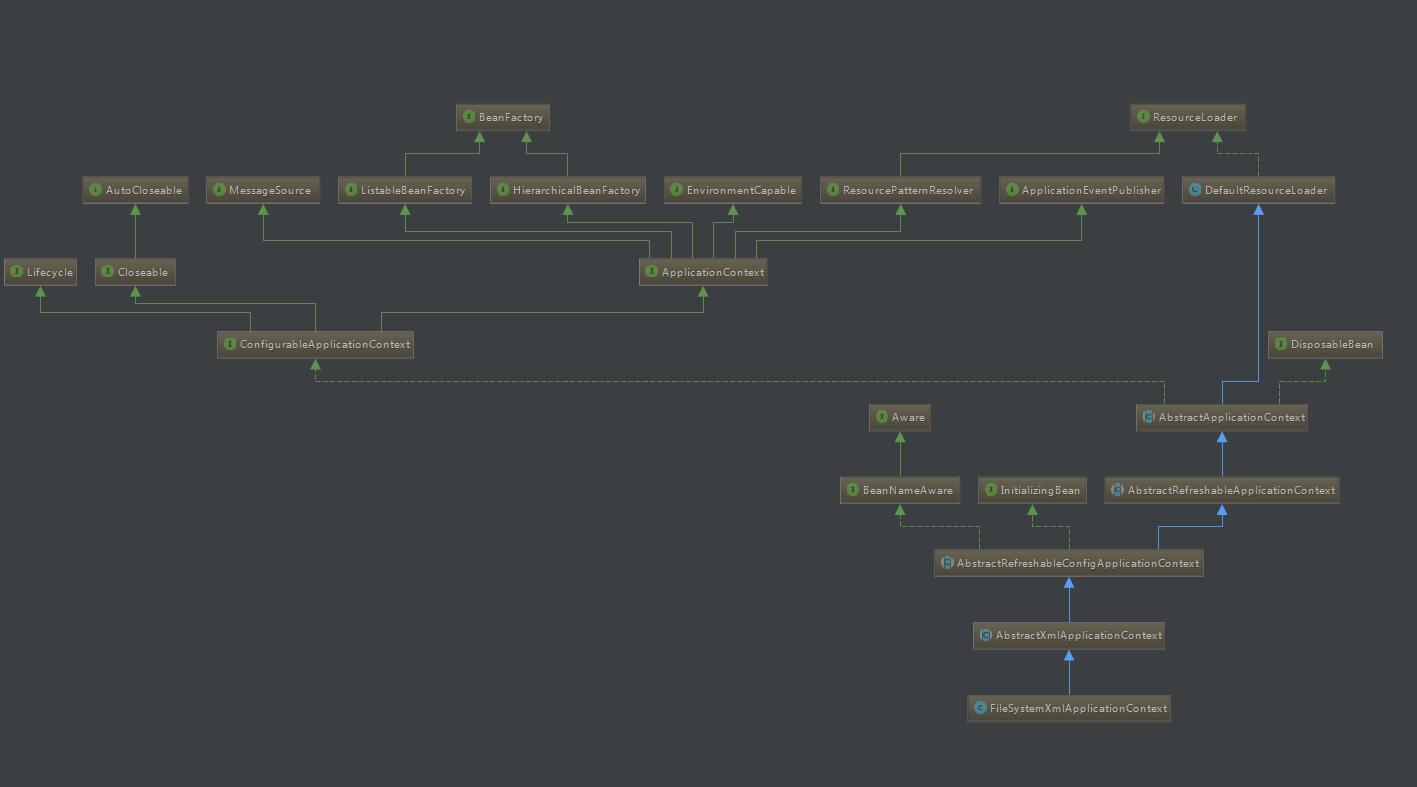 BeanFactory
ResourceLoader
AutoCloseable
MessageSource
ListableBeanFactory
HierarchicalBeanFactory
EnvironmentCapable
ResourcePatternResolver
ApplicationEventPublisher
DefaultResourceLoader
Lifecycle
Closeable
ApplicationContext
ConfigurableApplicationContext
DisposableBean
Aware
AbstractApplicationContext
BeanNameAware
InitializingBean
AbstractRefreshableApplicationContext
AbstractRefreshableConfigApplicationContext
AbstractXmlApplicationContext
FileSystemXmlApplicationContext